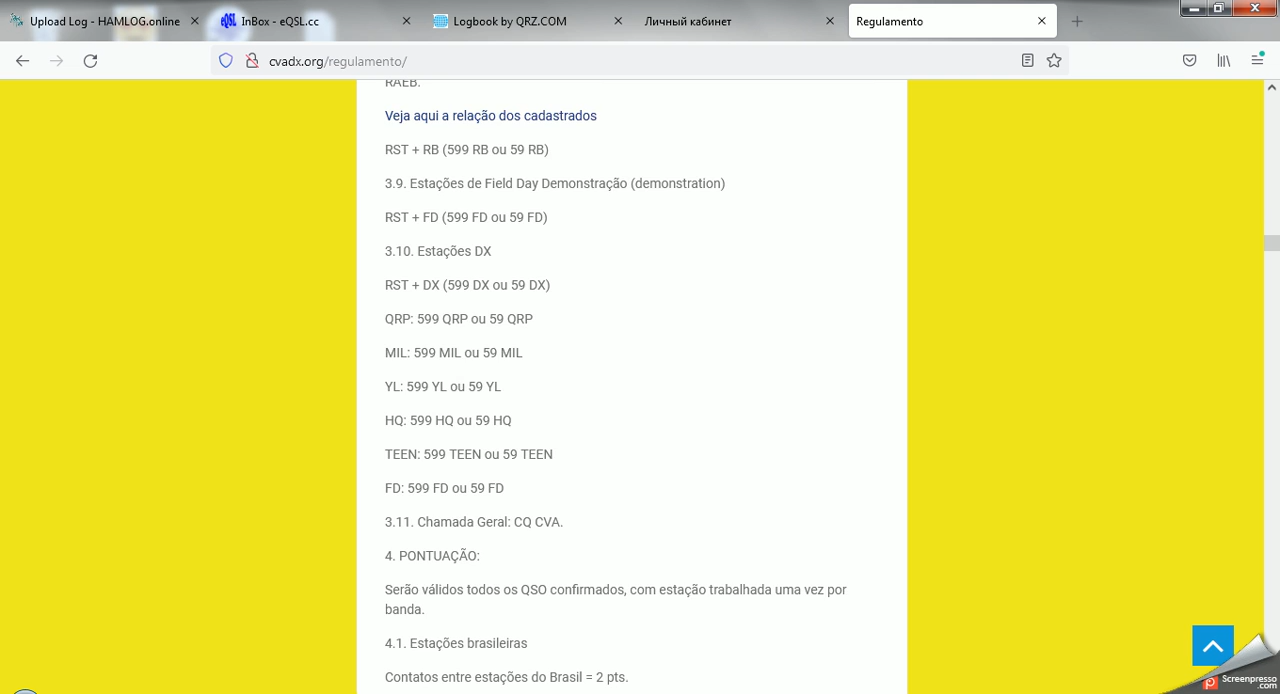 Upload Log - HAMLOG.online
eQSL InBox - eQSL.cc
Logbook by QRZ.COM
Личный кабинет
Regulamento
cvadx.org/regulamento/
RAEB.
Veja aqui a relação dos cadastrados
RST + RB (599 RB ou 59 RB)
3.9. Estações de Field Day Demonstração (demonstration)
RST + FD (599 FD ou 59 FD)
3.10. Estações DX
RST + DX (599 DX ou 59 DX)
QRP: 599 QRP ou 59 QRP
MIL: 599 MIL ou 59 MIL
YL: 599 YL ou 59 YL
HQ: 599 HQ ou 59 HQ
TEEN: 599 TEEN ou 59 TEEN
FD: 599 FD ou 59 FD
3.11. Chamada Geral: CQ CVA.
4. PONTUAÇÃO:
Serão válidos todos os QSO confirmados, com estação trabalhada uma vez por
banda.
4.1. Estações brasileiras
Contatos entre estações do Brasil = 2 pts.
Screenpresso
.com